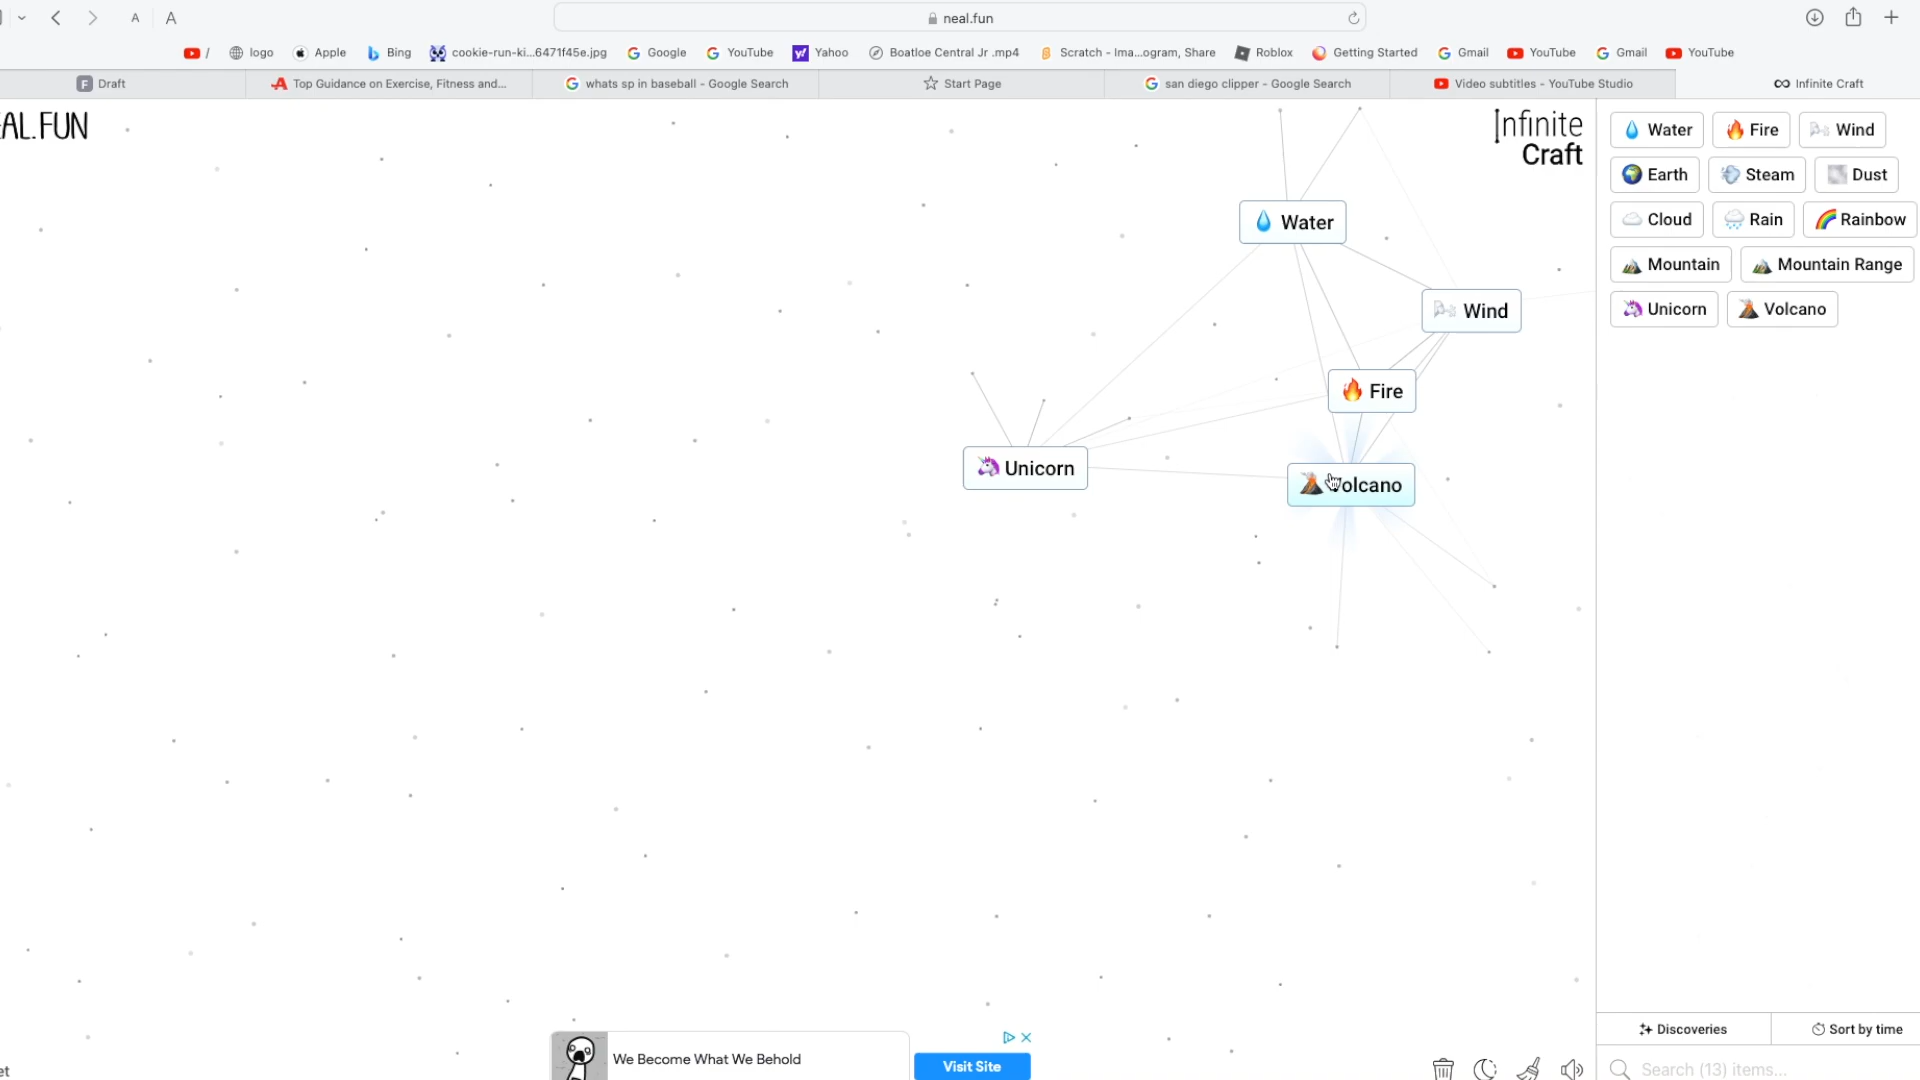 A A neal.fun
/ logo Apple Bing cookie-run-ki...6471f45e.jpg Google YouTube Yahoo Boatloe Central Jr .mp4 Scratch - Ima...ogram, Share Roblox Getting Started Gmail YouTube Gmail YouTube
Draft Top Guidance on Exercise, Fitness and... whats sp in baseball - Google Search Start Page san diego clipper - Google Search Video subtitles - YouTube Studio Infinite Craft
AL.FUN
Infinite
Craft
Water Fire Wind
Earth Steam Dust
Cloud Rain Rainbow
Mountain Mountain Range
Unicorn Volcano
Water
Wind
Fire
Unicorn
Volcano
We Become What We Behold
Visit Site
et
Discoveries Sort by time
Search (13) items...